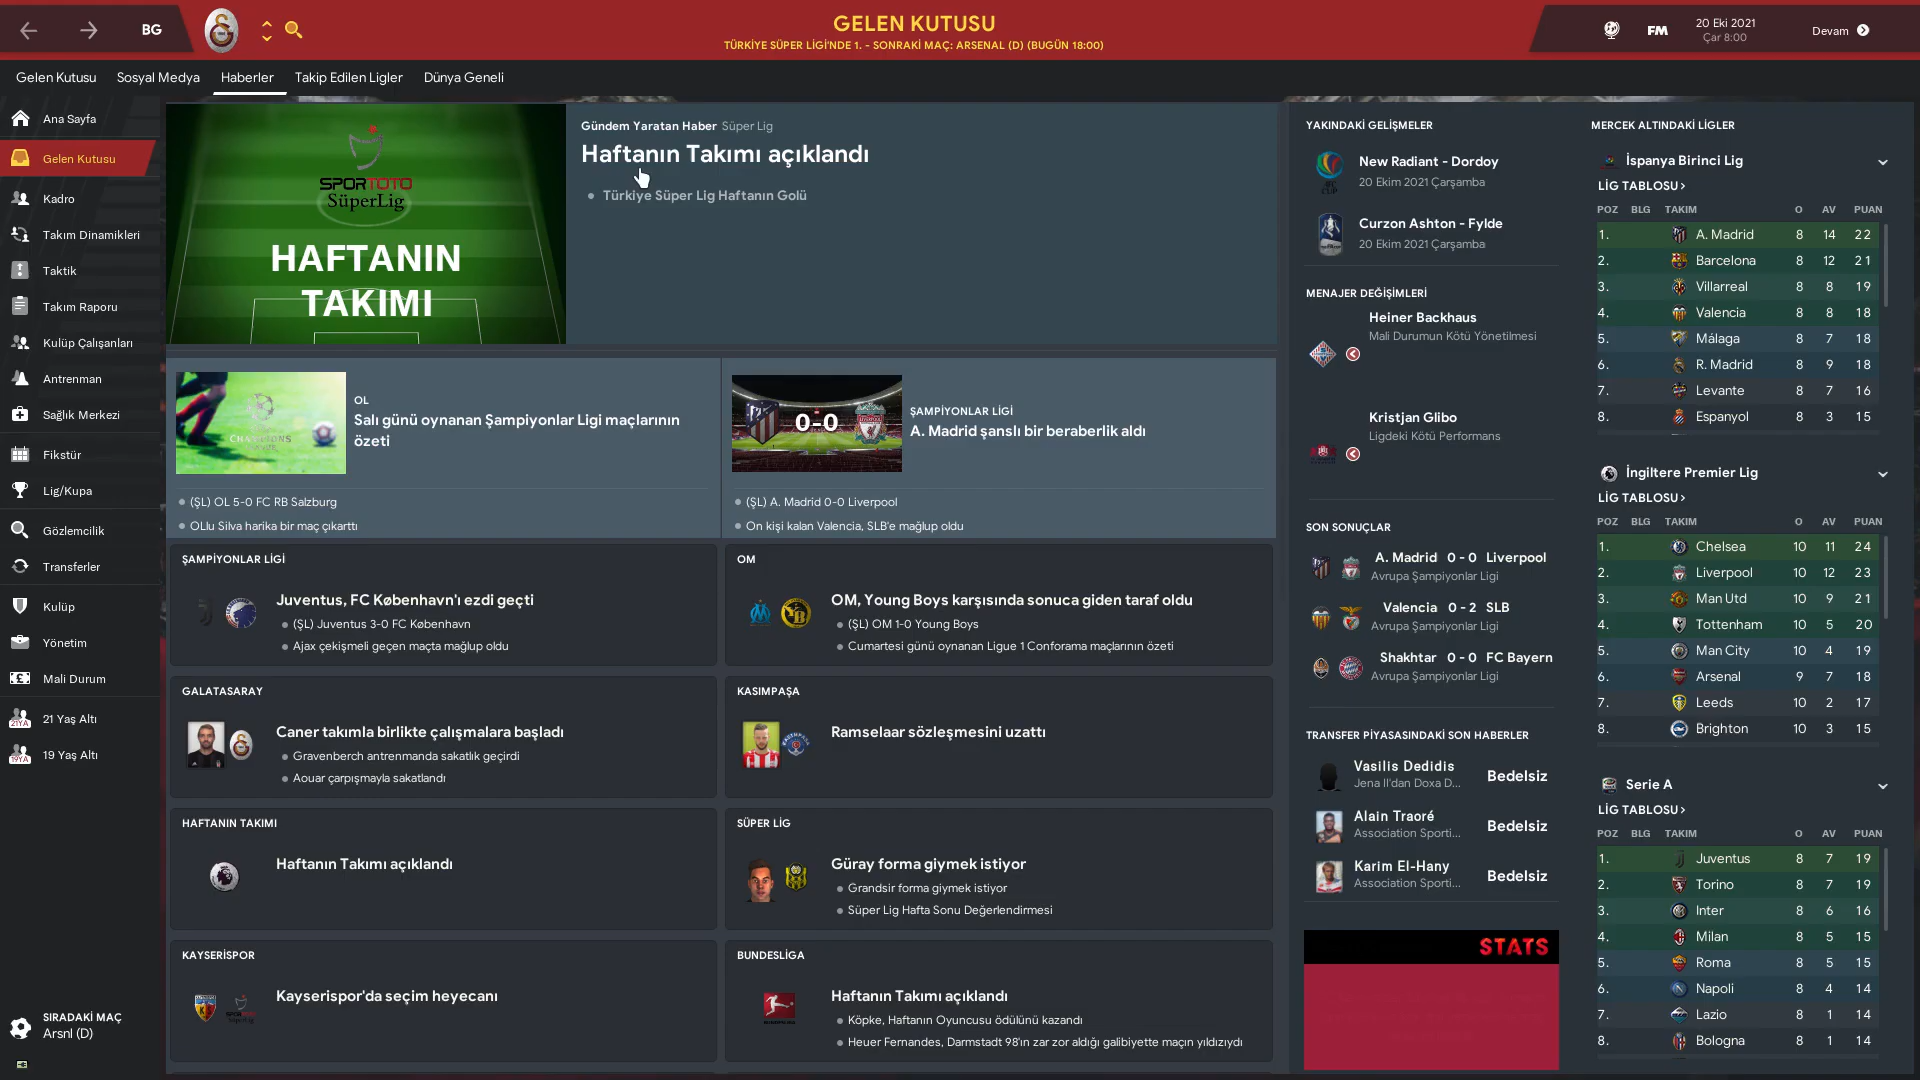 BG
GELEN KUTUSU
TÜRKİYE SÜPER LİGİ'NDE 1. - SONRAKİ MAÇ: ARSENAL (D) (BUGÜN 18:00)
FM
20 Eki 2021
Çar 8:00
Devam
Gelen Kutusu
Sosyal Medya
Haberler
Takip Edilen Ligler
Dünya Geneli
Ana Sayfa
Gelen Kutusu
Kadro
Takım Dinamikleri
Taktik
Takım Raporu
Kulüp Çalışanları
Antrenman
Sağlık Merkezi
Fikstür
Lig/Kupa
Gözlemcilik
Transferler
Kulüp
Yönetim
Mali Durum
21YA
21 Yaş Altı
19YA
19 Yaş Altı
SIRADAKİ MAÇ
Arsnl (D)
SPORTOTO
SüperLig
HAFTANIN
TAKIMI
Gündem Yaratan Haber Süper Lig
Haftanın Takımı açıklandı
• Türkiye Süper Lig Haftanın Golü
OL
Salı günü oynanan Şampiyonlar Ligi maçlarının
özeti
• (ŞL) OL 5-0 FC RB Salzburg
• OLlu Silva harika bir maç çıkarttı
0-0
ŞAMPİYONLAR LİGİ
A. Madrid şanslı bir beraberlik aldı
• (ŞL) A. Madrid 0-0 Liverpool
• On kişi kalan Valencia, SLB'e mağlup oldu
ŞAMPİYONLAR LİGİ
Juventus, FC København'ı ezdi geçti
• (ŞL) Juventus 3-0 FC København
• Ajax çekişmeli geçen maçta mağlup oldu
OM
OM, Young Boys karşısında sonuca giden taraf oldu
• (ŞL) OM 1-0 Young Boys
• Cumartesi günü oynanan Ligue 1 Conforama maçlarının özeti
GALATASARAY
Caner takımla birlikte çalışmalara başladı
• Gravenberch antrenmanda sakatlık geçirdi
• Aouar çarpışmayla sakatlandı
KASIMPAŞA
Ramselaar sözleşmesini uzattı
HAFTANIN TAKIMI
Haftanın Takımı açıklandı
SÜPER LİG
Güray forma giymek istiyor
• Grandsir forma giymek istiyor
• Süper Lig Hafta Sonu Değerlendirmesi
KAYSERİSPOR
Kayserispor'da seçim heyecanı
BUNDESLİGA
Haftanın Takımı açıklandı
• Köpke, Haftanın Oyuncusu ödülünü kazandı
• Heuer Fernandes, Darmstadt 98'ın zar zor aldığı galibiyette maçın yıldızıydı
YAKINDAKİ GELİŞMELER
New Radiant - Dordoy
20 Ekim 2021 Çarşamba
Curzon Ashton - Fylde
20 Ekim 2021 Çarşamba
MENAJER DEĞİŞİMLERİ
Heiner Backhaus
Mali Durumun Kötü Yönetilmesi
Kristjan Glibo
Ligdeki Kötü Performans
SON SONUÇLAR
A. Madrid 0 - 0 Liverpool
Avrupa Şampiyonlar Ligi
Valencia 0 - 2 SLB
Avrupa Şampiyonlar Ligi
Shakhtar 0 - 0 FC Bayern
Avrupa Şampiyonlar Ligi
TRANSFER PİYASASINDAKİ SON HABERLER
Vasilis Dedidis
Jena II'dan Doxa D...
Bedelsiz
Alain Traoré
Association Sporti...
Bedelsiz
Karim El-Hany
Association Sporti...
Bedelsiz
STATS
MERCEK ALTINDAKİ LİGLER
İspanya Birinci Lig
LİG TABLOSU ›
POZ BLG TAKIM O AV PUAN
1. A. Madrid 8 14 22
2. Barcelona 8 12 21
3. Villarreal 8 8 19
4. Valencia 8 8 18
5. Málaga 8 7 18
6. R. Madrid 8 9 18
7. Levante 8 7 16
8. Espanyol 8 3 15
İngiltere Premier Lig
LİG TABLOSU ›
POZ BLG TAKIM O AV PUAN
1. Chelsea 10 11 24
2. Liverpool 10 12 23
3. Man Utd 10 9 21
4. Tottenham 10 5 20
5. Man City 10 4 19
6. Arsenal 9 7 18
7. Leeds 10 2 17
8. Brighton 10 3 15
Serie A
LİG TABLOSU ›
POZ BLG TAKIM O AV PUAN
1. Juventus 8 7 19
2. Torino 8 7 19
3. Inter 8 6 16
4. Milan 8 5 15
5. Roma 8 5 15
6. Napoli 8 4 14
7. Lazio 8 1 14
8. Bologna 8 1 14